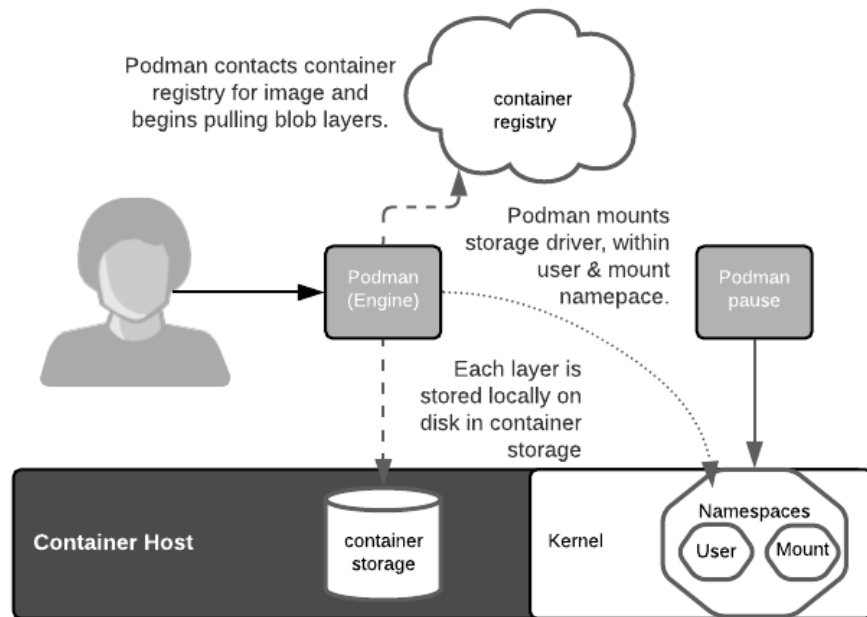 Podman contacts container
registry for image and
begins pulling blob layers.
container
registry
Podman mounts
storage driver, within
user & mount
namepace.
Podman
(Engine)
Podman
pause
Each layer is
stored locally on
disk in container
storage
Container Host
container
storage
Kernel
Namespaces
User
Mount